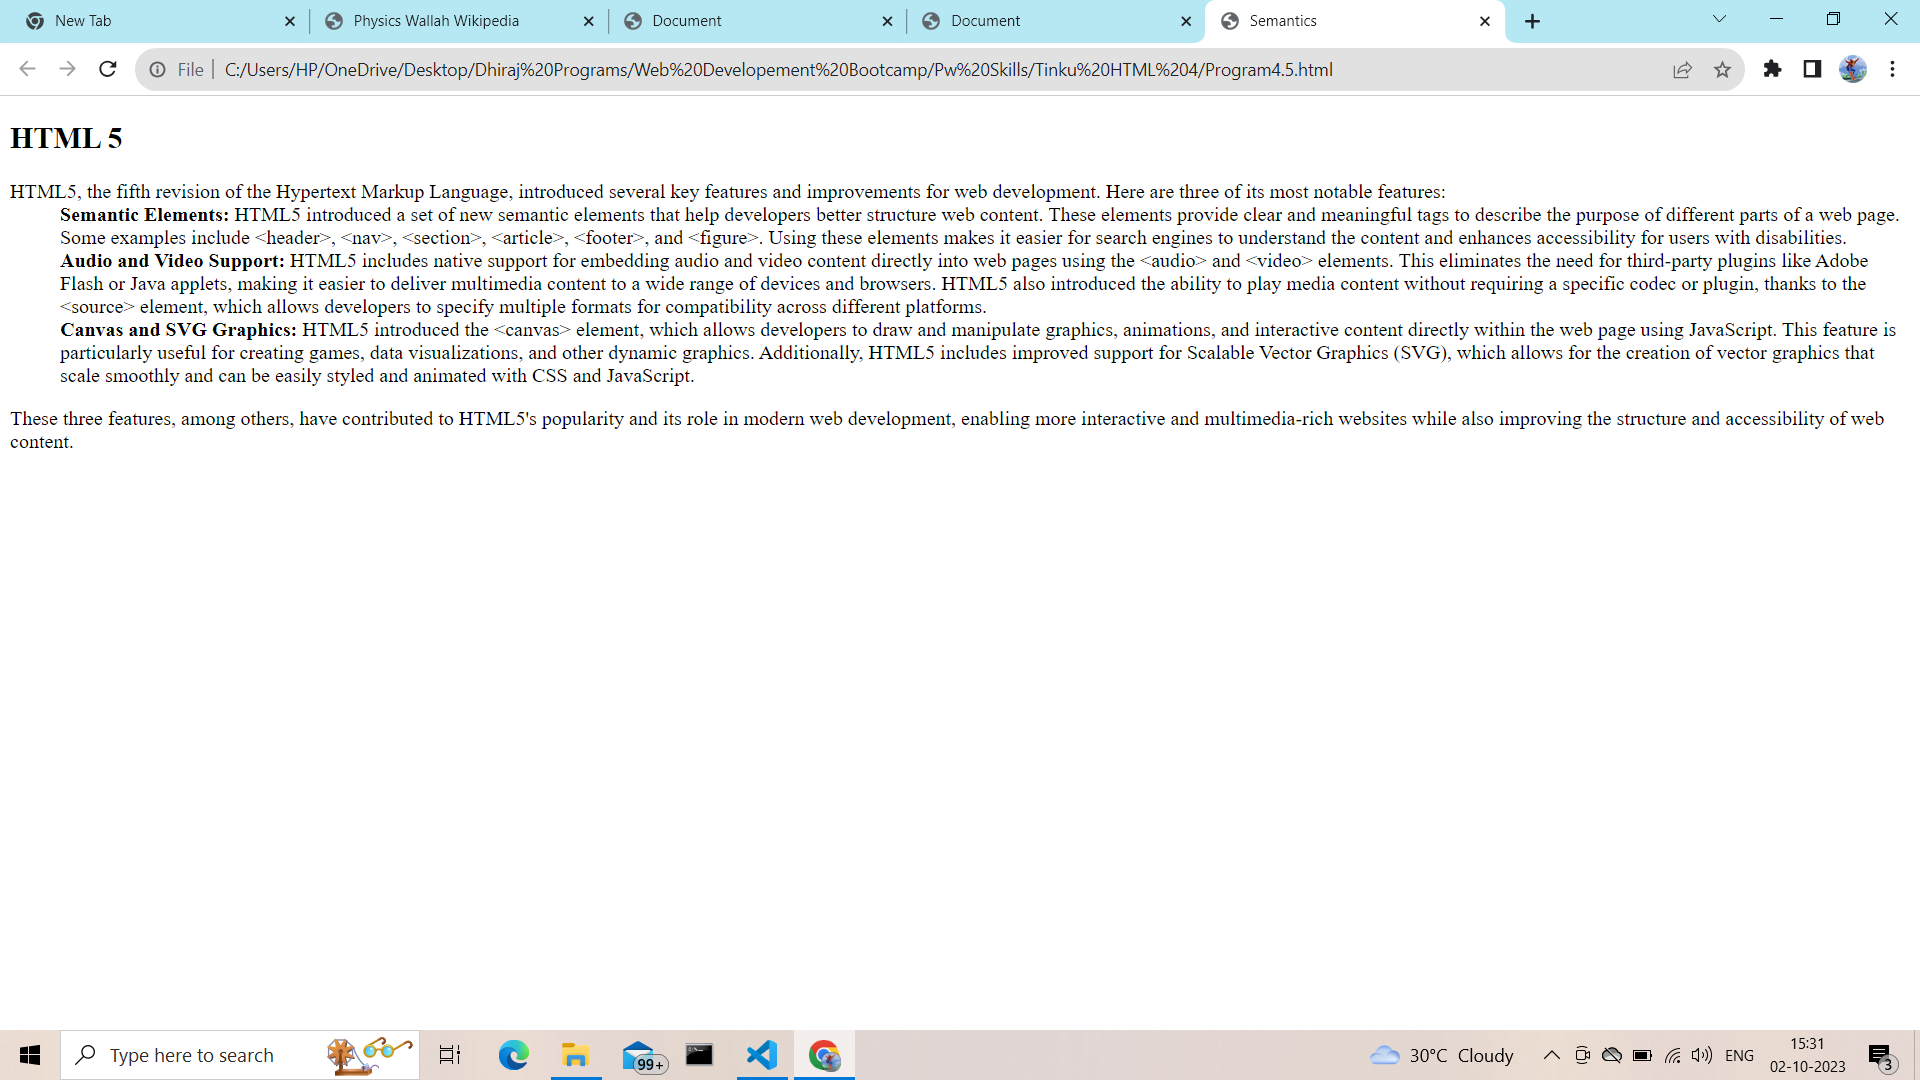 New Tab
Physics Wallah Wikipedia
Document
Document
Semantics
File | C:/Users/HP/OneDrive/Desktop/Dhiraj%20Programs/Web%20Developement%20Bootcamp/Pw%20Skills/Tinku%20HTML%204/Program4.5.html
HTML 5
HTML5, the fifth revision of the Hypertext Markup Language, introduced several key features and improvements for web development. Here are three of its most notable features:
Semantic Elements: HTML5 introduced a set of new semantic elements that help developers better structure web content. These elements provide clear and meaningful tags to describe the purpose of different parts of a web page.
Some examples include <header>, <nav>, <section>, <article>, <footer>, and <figure>. Using these elements makes it easier for search engines to understand the content and enhances accessibility for users with disabilities.
Audio and Video Support: HTML5 includes native support for embedding audio and video content directly into web pages using the <audio> and <video> elements. This eliminates the need for third-party plugins like Adobe
Flash or Java applets, making it easier to deliver multimedia content to a wide range of devices and browsers. HTML5 also introduced the ability to play media content without requiring a specific codec or plugin, thanks to the
<source> element, which allows developers to specify multiple formats for compatibility across different platforms.
Canvas and SVG Graphics: HTML5 introduced the <canvas> element, which allows developers to draw and manipulate graphics, animations, and interactive content directly within the web page using JavaScript. This feature is
particularly useful for creating games, data visualizations, and other dynamic graphics. Additionally, HTML5 includes improved support for Scalable Vector Graphics (SVG), which allows for the creation of vector graphics that
scale smoothly and can be easily styled and animated with CSS and JavaScript.
These three features, among others, have contributed to HTML5's popularity and its role in modern web development, enabling more interactive and multimedia-rich websites while also improving the structure and accessibility of web
content.
Type here to search
99+
30°C Cloudy
ENG
15:31
02-10-2023
3